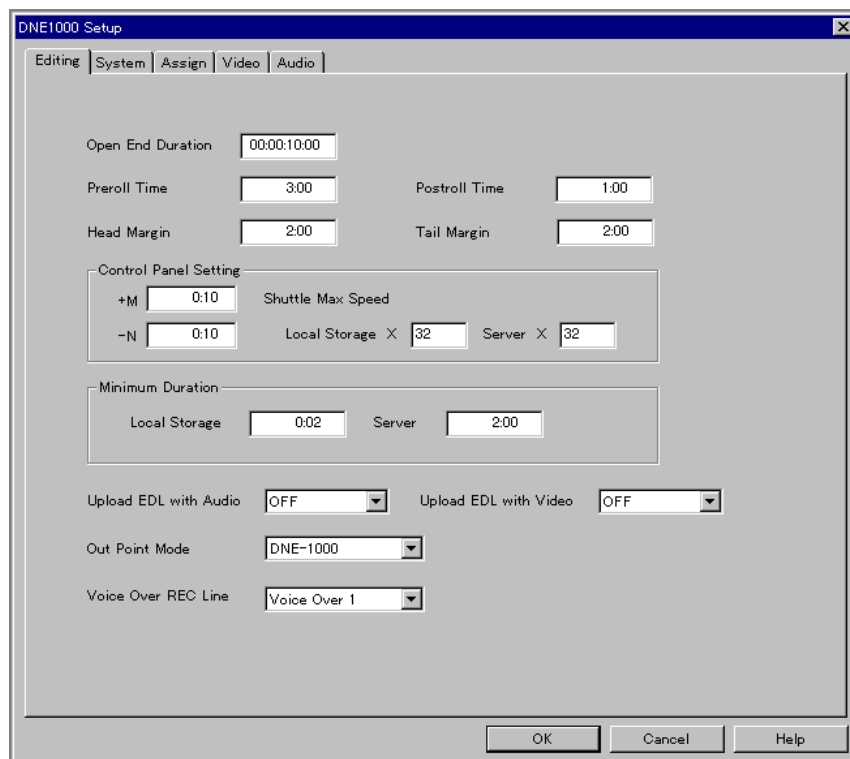 DNE1000 Setup
Editing System Assign Video Audio
Open End Duration 00:00:10:00
Preroll Time 3:00 Postroll Time 1:00
Head Margin 2:00 Tail Margin 2:00
Control Panel Setting
+M 0:10 Shuttle Max Speed
-N 0:10 Local Storage X 32 Server X 32
Minimum Duration
Local Storage 0:02 Server 2:00
Upload EDL with Audio OFF Upload EDL with Video OFF
Out Point Mode DNE-1000
Voice Over REC Line Voice Over 1
OK Cancel Help